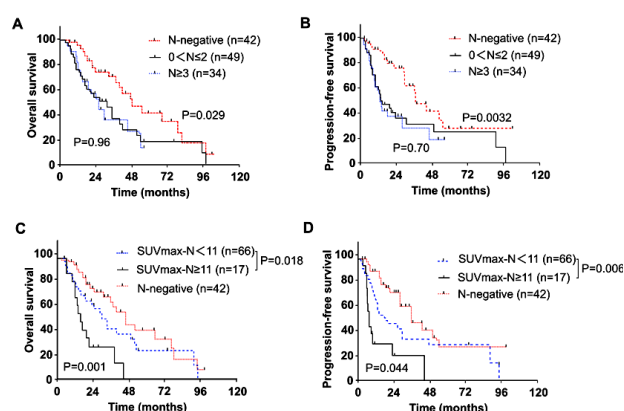 A
Overall survival
100
80
60
40
20
0 24 48 72 96 120
Time (months)
N-negative (n=42)
0<N≤2 (n=49)
N≥3 (n=34)
P=0.029
P=0.96
B
Progression-free survival
100
80
60
40
20
0 24 48 72 96 120
Time (months)
N-negative (n=42)
0<N≤2 (n=49)
N≥3 (n=34)
P=0.0032
P=0.70
C
Overall survival
100
80
60
40
20
0 24 48 72 96 120
Time (months)
SUVmax-N<11 (n=66)
SUVmax-N≥11 (n=17)
N-negative (n=42)
P=0.018
P=0.001
D
Progression-free survival
100
80
60
40
20
0 24 48 72 96 120
Time (months)
SUVmax-N<11 (n=66)
SUVmax-N≥11 (n=17)
N-negative (n=42)
P=0.006
P=0.044